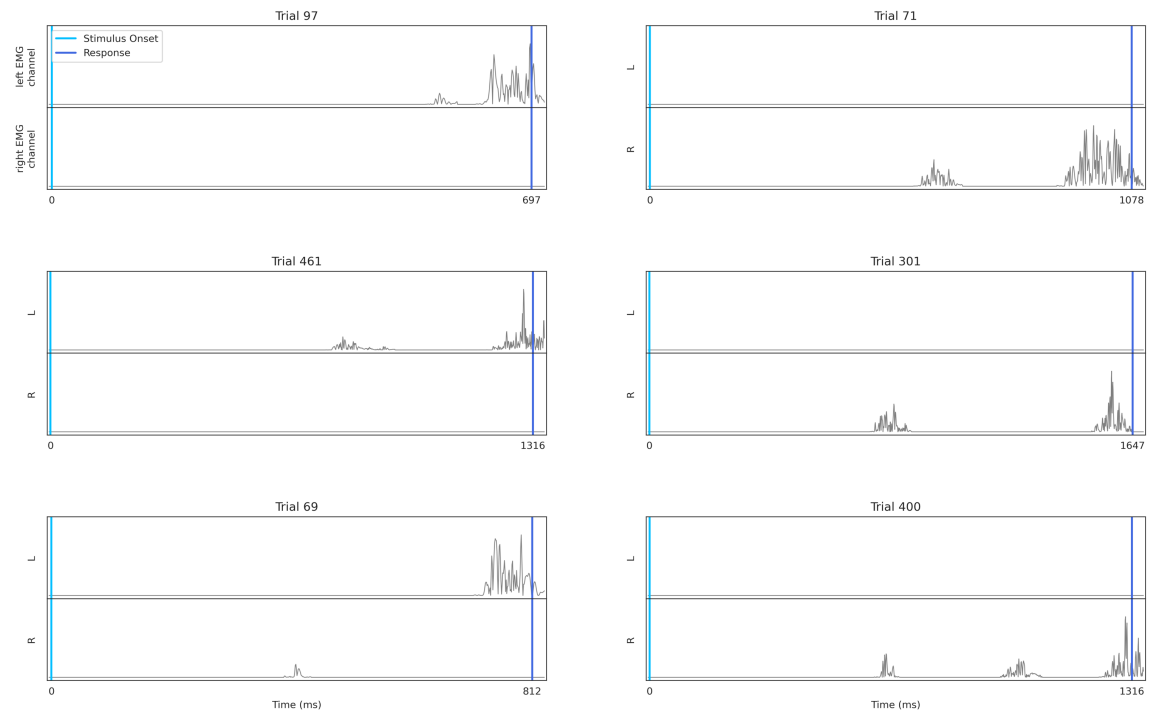 Trial 97
Stimulus Onset
Response
left EMG
channel
right EMG
channel
0
697
Trial 71
L
R
0
1078
Trial 461
L
R
0
1316
Trial 301
L
R
0
1647
Trial 69
L
R
0
812
Time (ms)
Trial 400
L
R
0
1316
Time (ms)